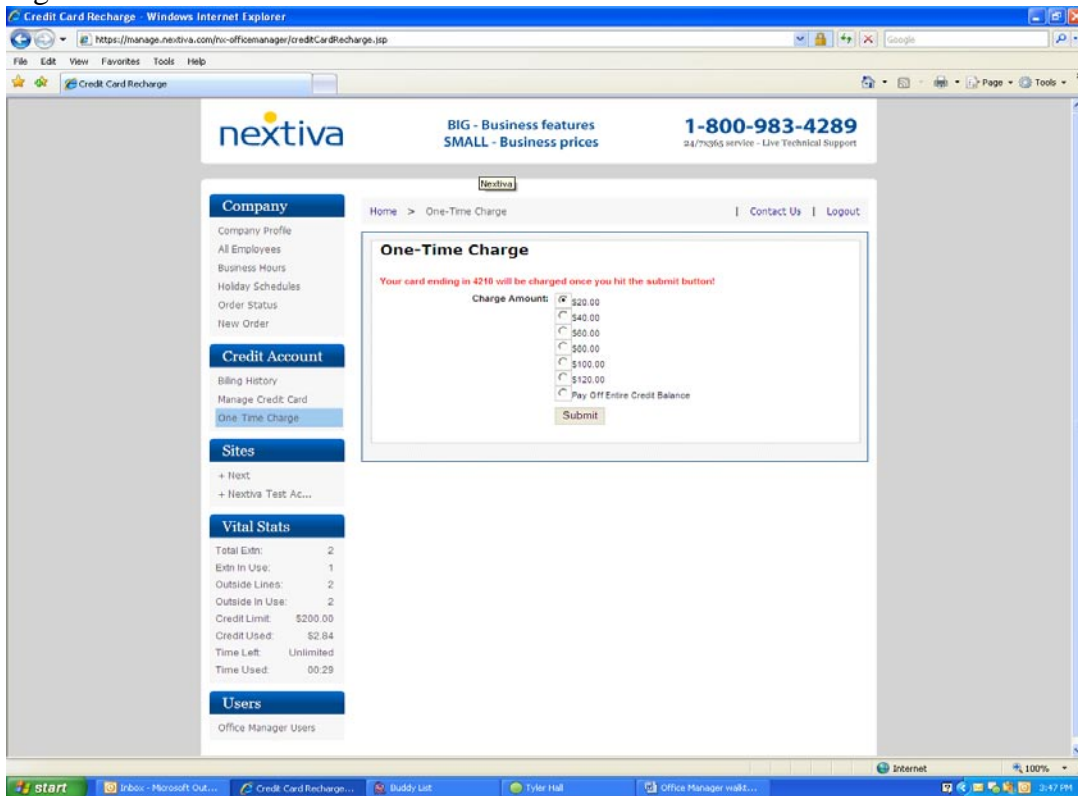 Credit Card Recharge - Windows Internet Explorer
https://manage.nextiva.com/nx-officemanager/creditCardRecharge.jsp
Google
File Edit View Favorites Tools Help
Credit Card Recharge
Page Tools
nextiva
BIG - Business features
SMALL - Business prices
1-800-983-4289
24/7x365 service - Live Technical Support
Nextiva
Company
Company Profile
All Employees
Business Hours
Holiday Schedules
Order Status
New Order
Credit Account
Billing History
Manage Credit Card
One Time Charge
Sites
+ Next
+ Nextiva Test Ac...
Vital Stats
Total Extn: 2
Extn In Use: 1
Outside Lines: 2
Outside In Use: 2
Credit Limit: $200.00
Credit Used: $2.84
Time Left: Unlimited
Time Used: 00:29
Users
Office Manager Users
Home > One-Time Charge | Contact Us | Logout
One-Time Charge
Your card ending in 4210 will be charged once you hit the submit button!
Charge Amount: $20.00
$40.00
$60.00
$80.00
$100.00
$120.00
Pay Off Entire Credit Balance
Submit
Internet 100%
start Inbox - Microsoft Out... Credit Card Recharge... Buddy List Tyler Hall Office Manager walkt... 3:47 PM